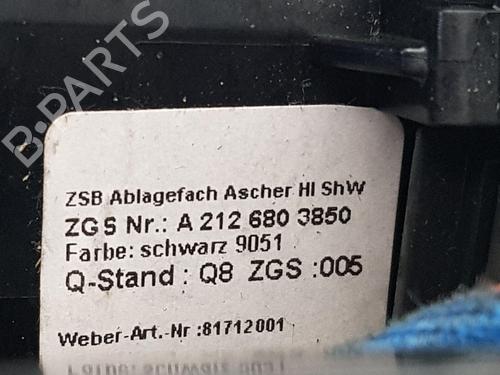 B-PARTS
ZSB Ablagefach Ascher HI ShW
ZGS Nr.: A 212 680 3850
Farbe: schwarz 9051
Q-Stand : Q8 ZGS :005
Weber-Art.-Nr :81712001